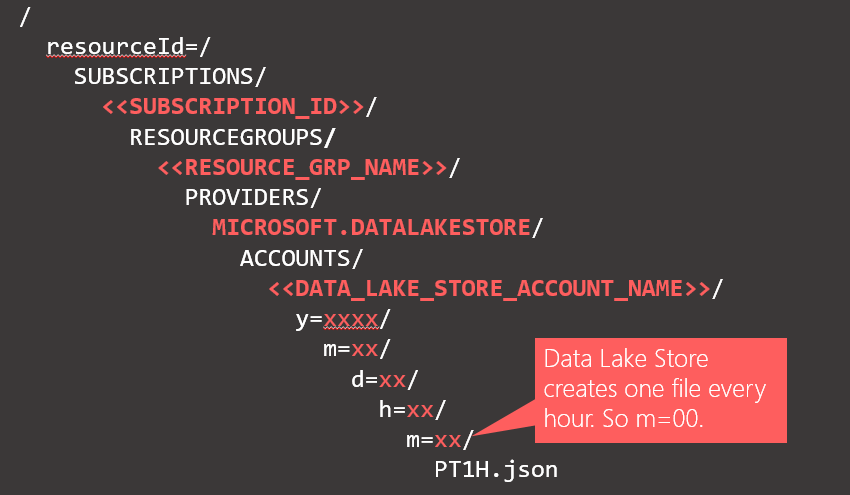 /
resourceId=/
SUBSCRIPTIONS/
<<SUBSCRIPTION_ID>>/
RESOURCEGROUPS/
<<RESOURCE_GRP_NAME>>/
PROVIDERS/
MICROSOFT.DATALAKESTORE/
ACCOUNTS/
<<DATA_LAKE_STORE_ACCOUNT_NAME>>/
y=xxxx/
m=xx/
d=xx/
h=xx/
m=xx/
PT1H.json
Data Lake Store
creates one file every
hour. So m=00.